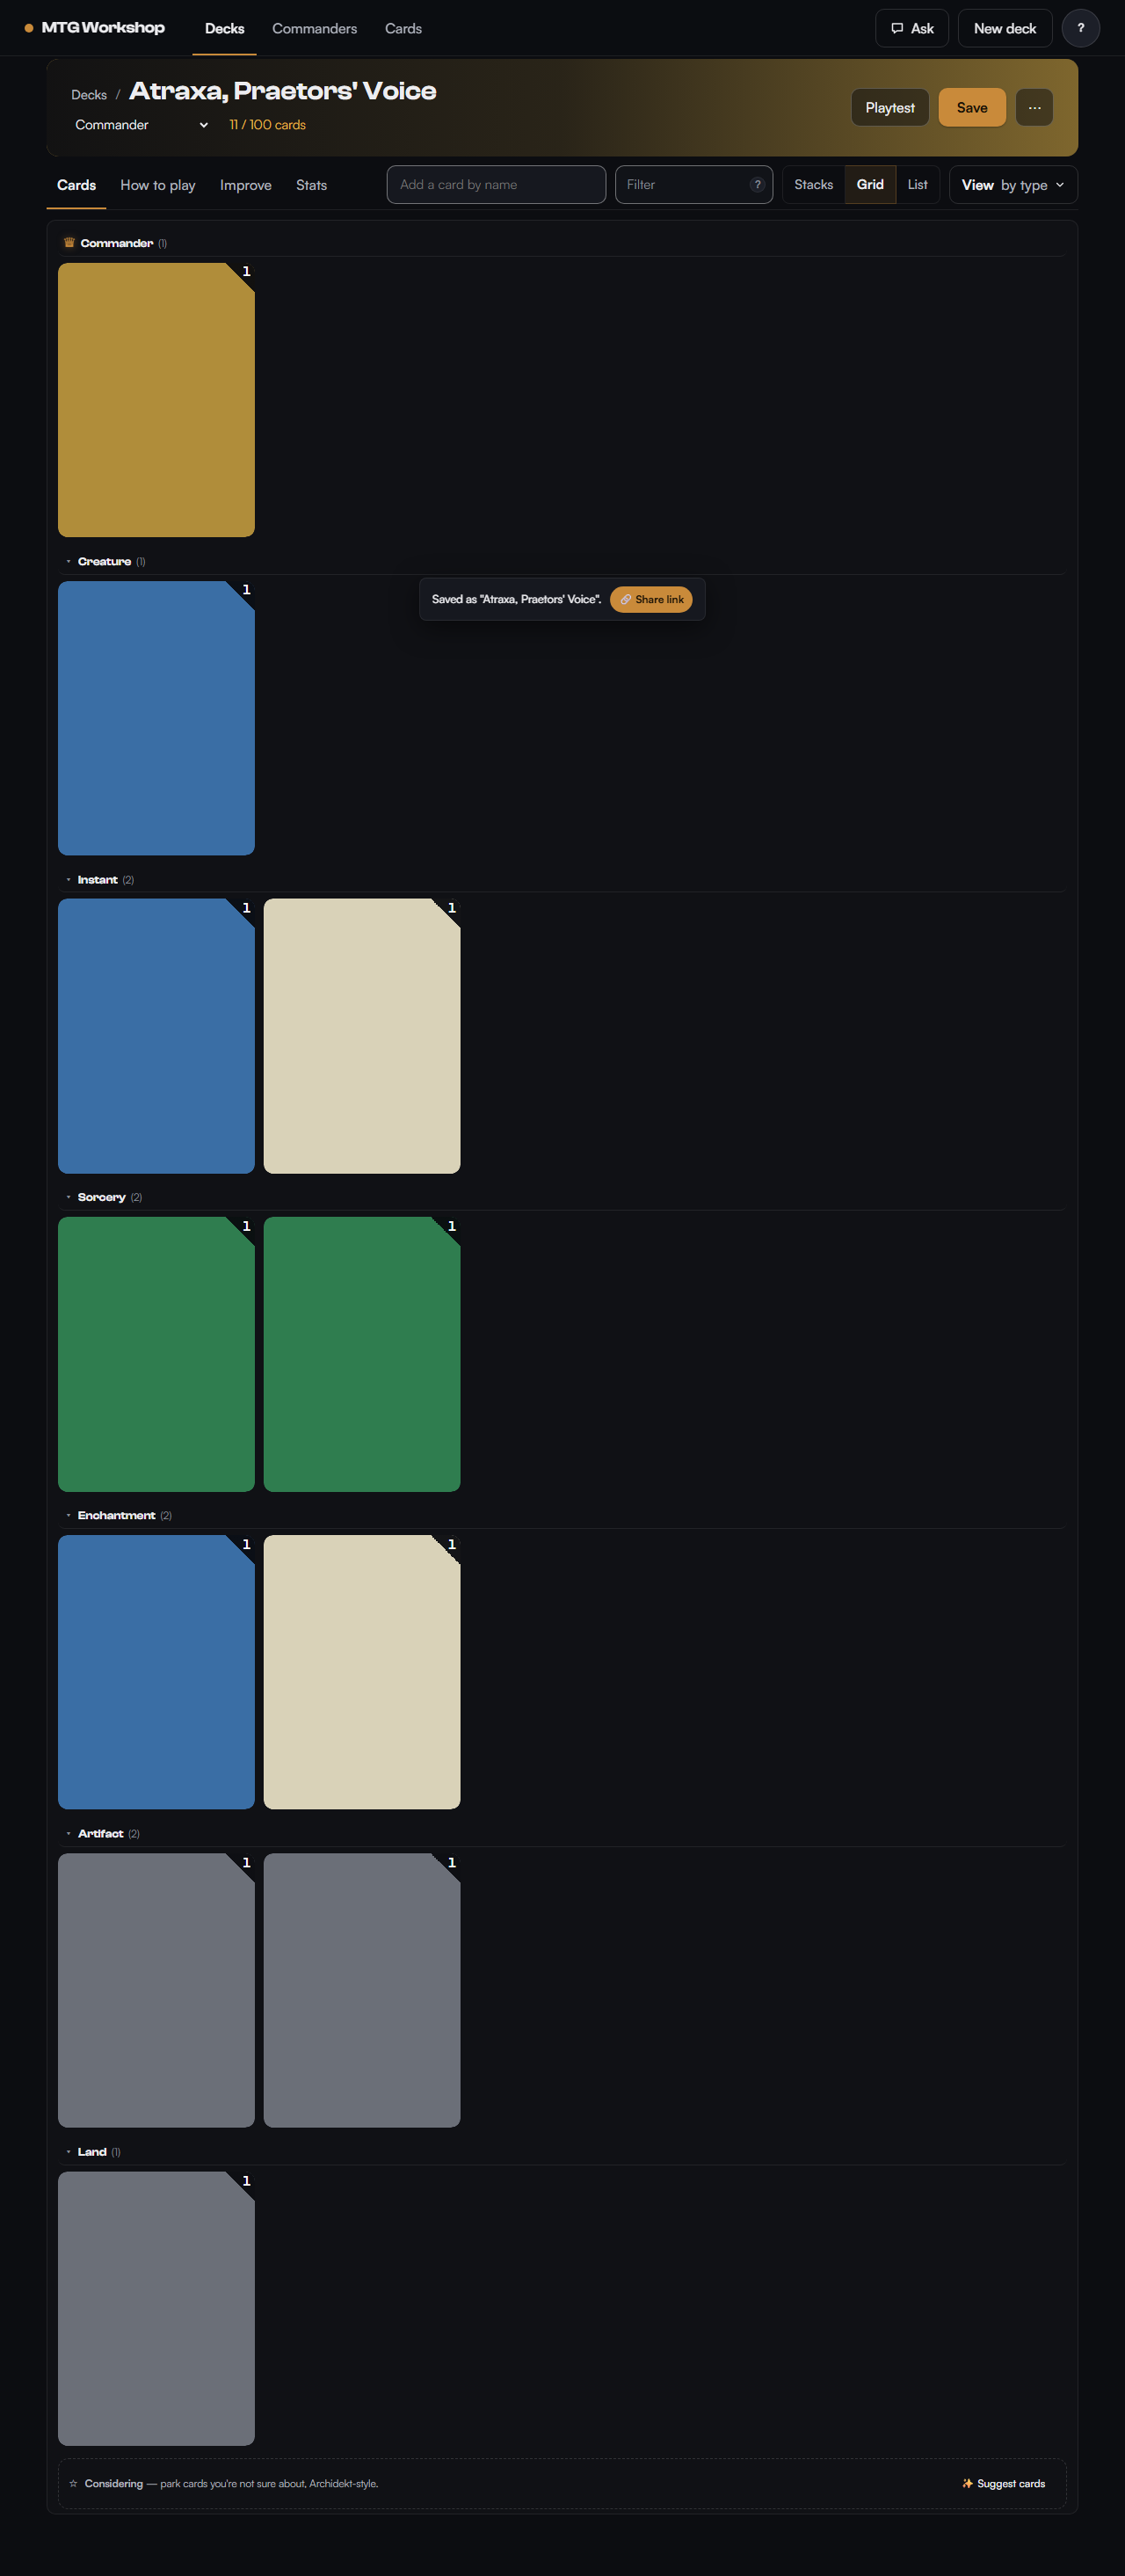 MTG Workshop Decks Commanders Cards Ask New deck ?
Decks / Atraxa, Praetors' Voice
Commander 11 / 100 cards
Playtest Save ···
Cards How to play Improve Stats Add a card by name Filter ? Stacks Grid List View by type
Commander (1)
1
Creature (1)
1
Saved as "Atraxa, Praetors' Voice". Share link
Instant (2)
1 1
Sorcery (2)
1 1
Enchantment (2)
1 1
Artifact (2)
1 1
Land (1)
1
☆ Considering — park cards you're not sure about, Archidekt-style. ✨ Suggest cards